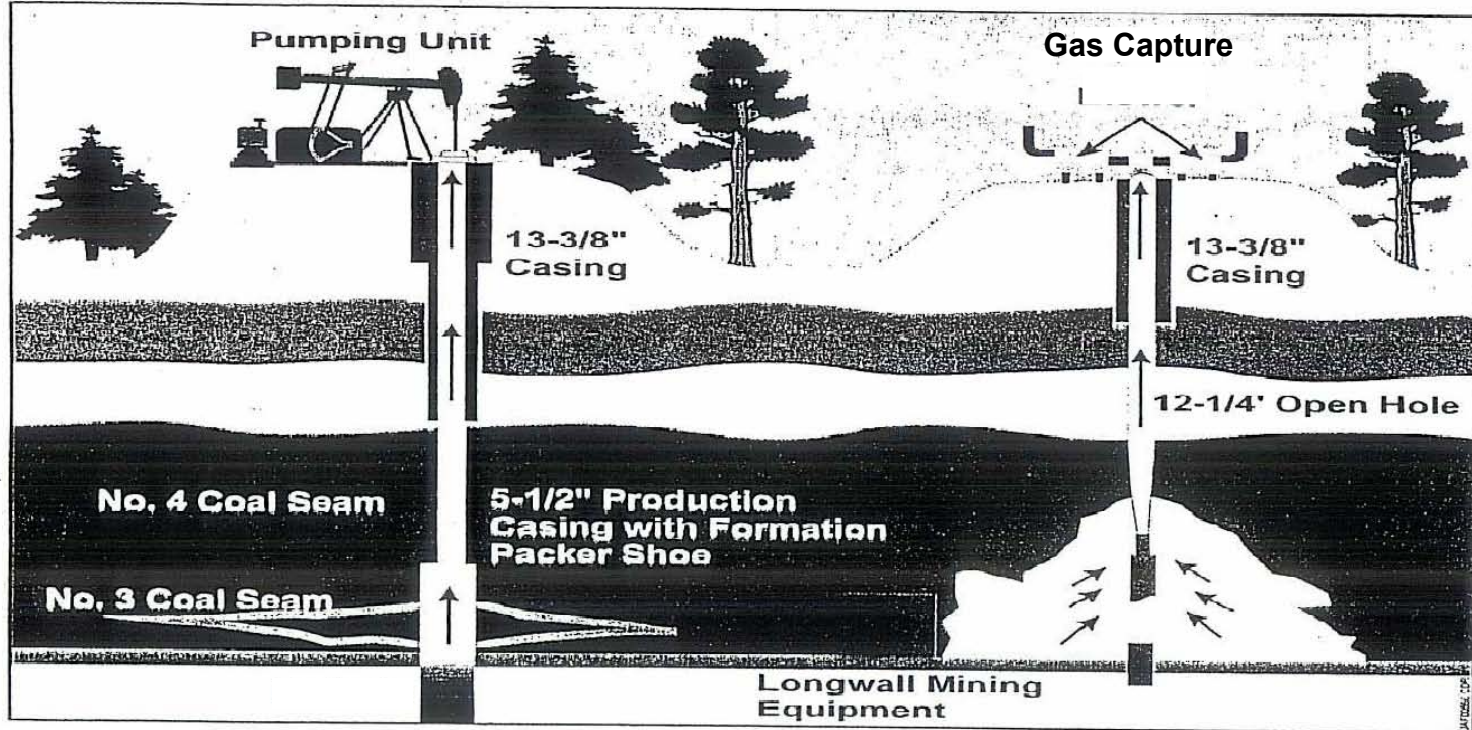 Pumping Unit
Gas Capture
13-3/8"
Casing
13-3/8"
Casing
12-1/4' Open Hole
No. 4 Coal Seam
5-1/2" Production
Casing with Formation
Packer Shoe
No. 3 Coal Seam
Longwall Mining
Equipment